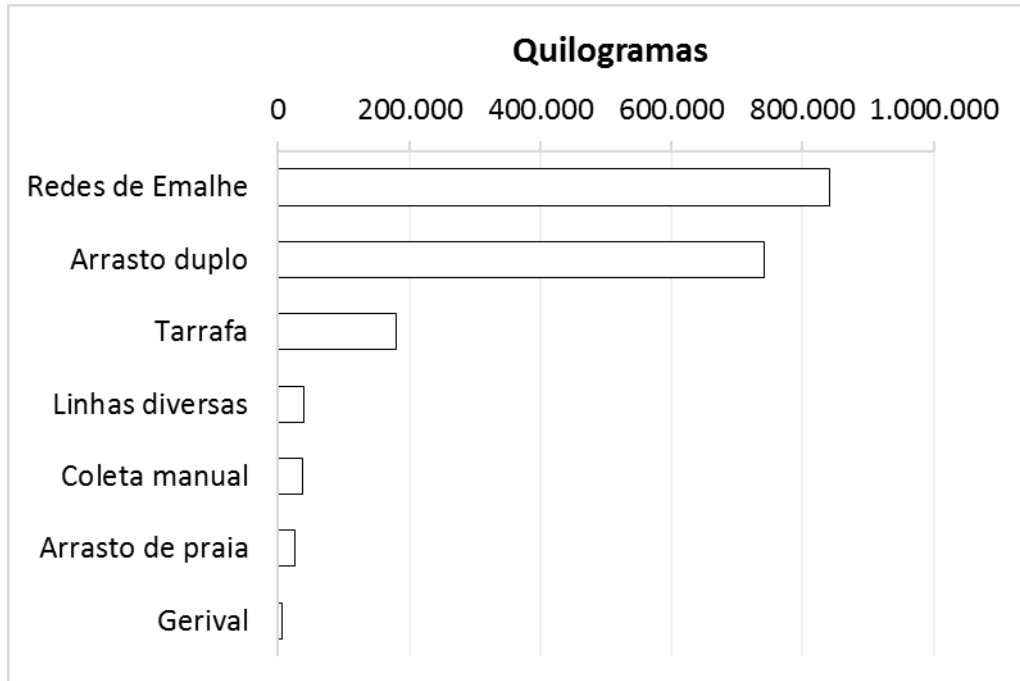 Quilogramas
0 200.000 400.000 600.000 800.000 1.000.000
Redes de Emalhe
Arrasto duplo
Tarrafa
Linhas diversas
Coleta manual
Arrasto de praia
Gerival